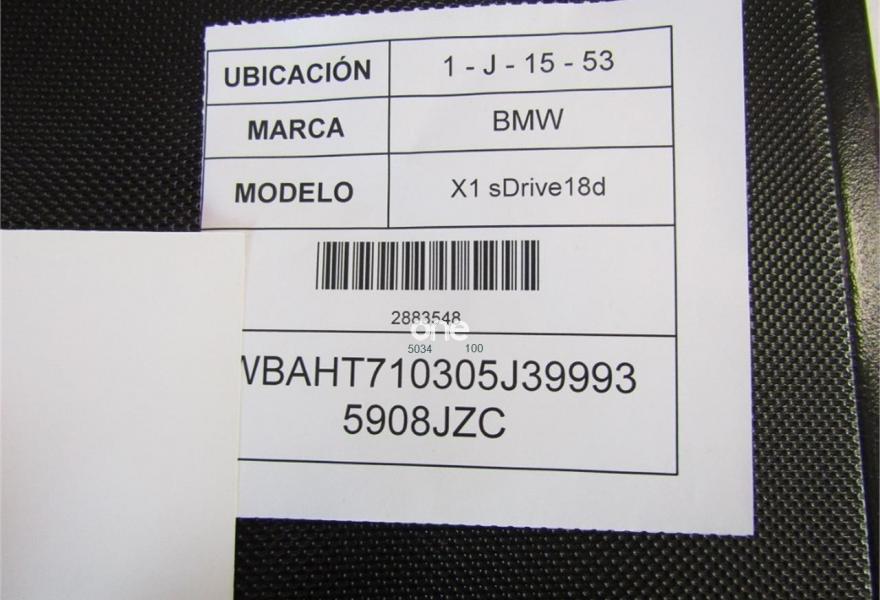 UBICACIÓN 1 - J - 15 - 53
MARCA BMW
MODELO X1 sDrive18d
2883548
one
5034 100
WBAHT710305J39993
5908JZC